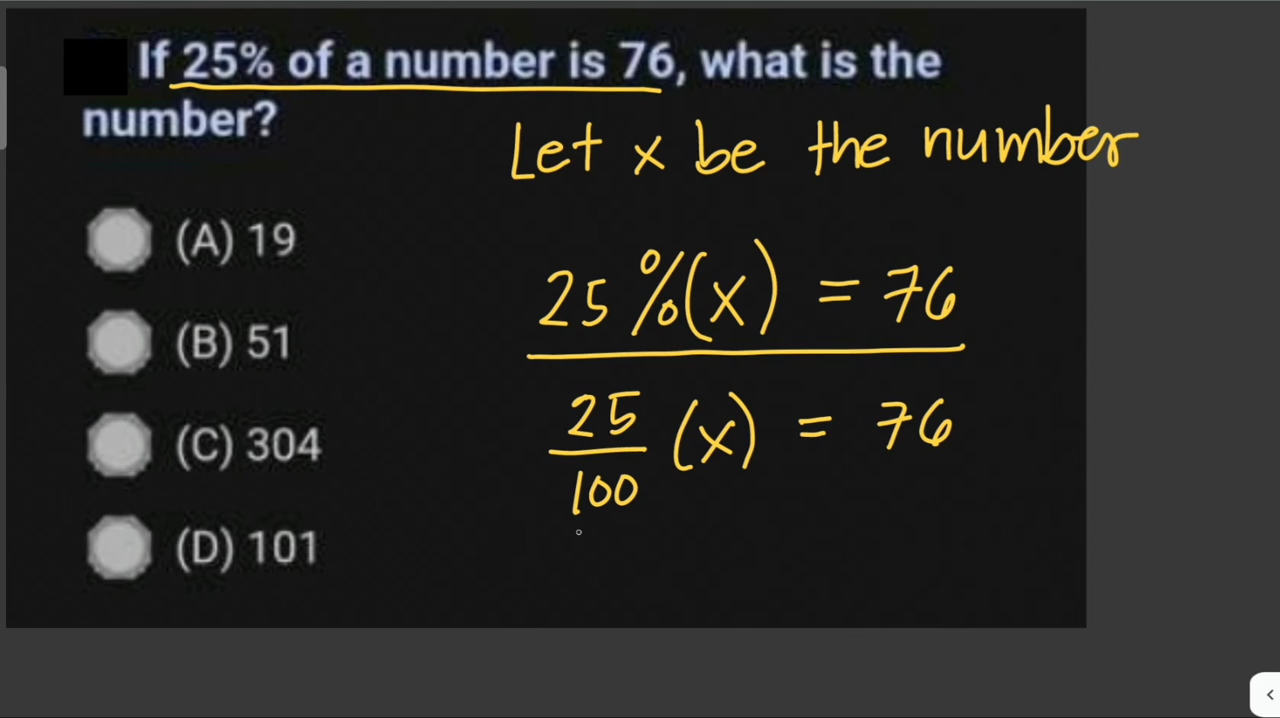 If 25% of a number is 76, what is the
number?
Let x be the number
(A) 19
25%(x) = 76
(B) 51
25/100 (x) = 76
(C) 304
(D) 101